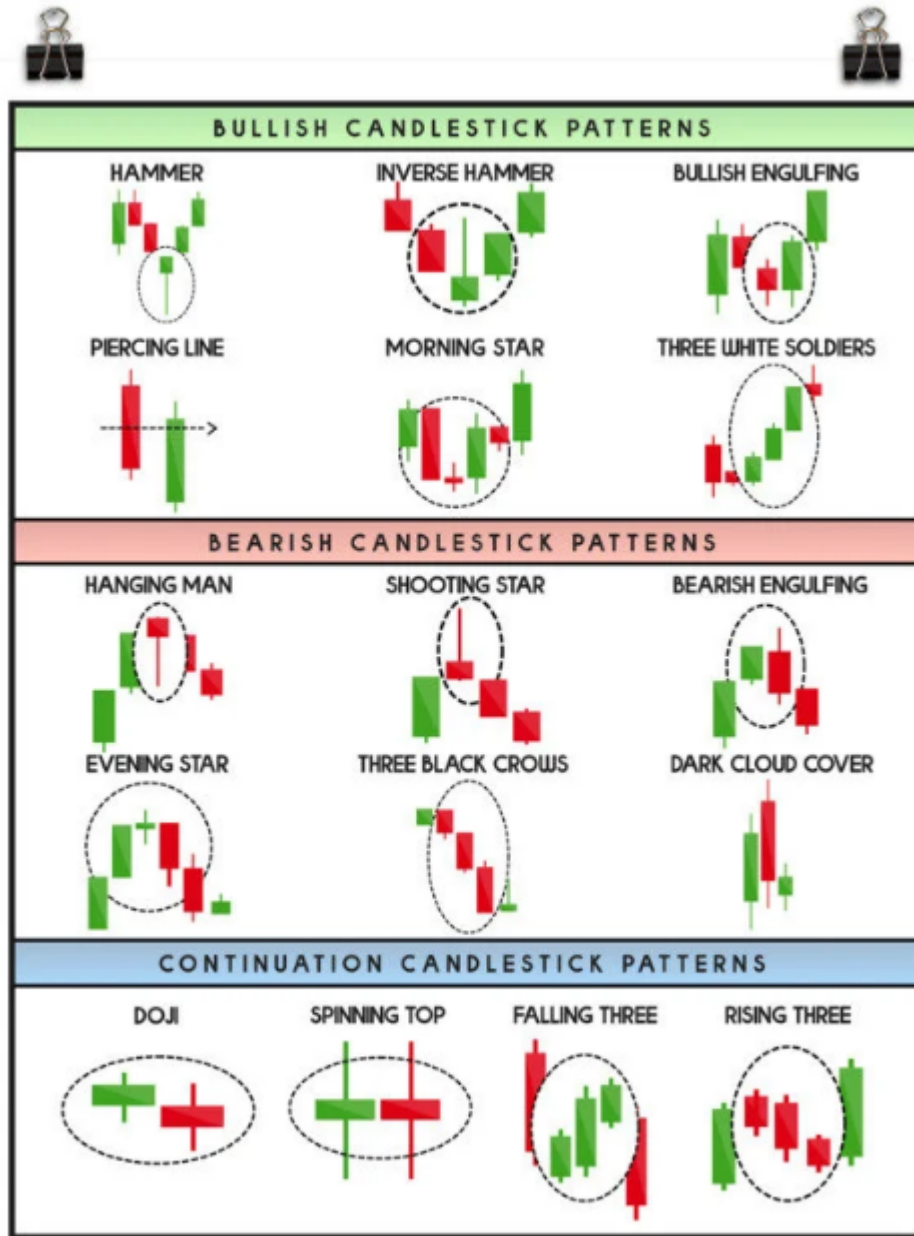 BULLISH CANDLESTICK PATTERNS
HAMMER INVERSE HAMMER BULLISH ENGULFING
PIERCING LINE MORNING STAR THREE WHITE SOLDIERS
BEARISH CANDLESTICK PATTERNS
HANGING MAN SHOOTING STAR BEARISH ENGULFING
EVENING STAR THREE BLACK CROWS DARK CLOUD COVER
CONTINUATION CANDLESTICK PATTERNS
DOJI SPINNING TOP FALLING THREE RISING THREE